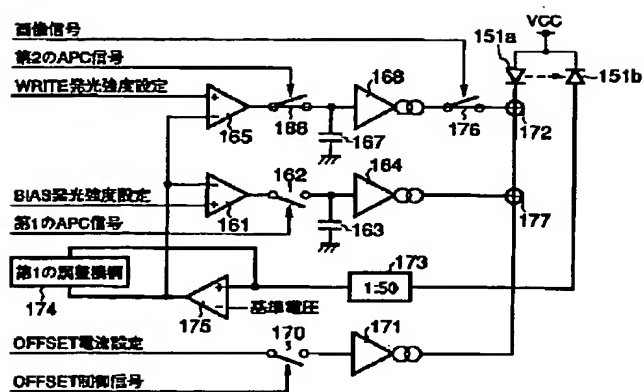 画像信号
第2のAPC信号
WRITE発光強度設定
VCC
151a
151b
168
165
166
167
176
172
BIAS発光強度設定
第1のAPC信号
162
164
161
163
177
第1の調整機構
174
175
基準電圧
173
1:50
OFFSET電流設定
170
171
OFFSET制御信号